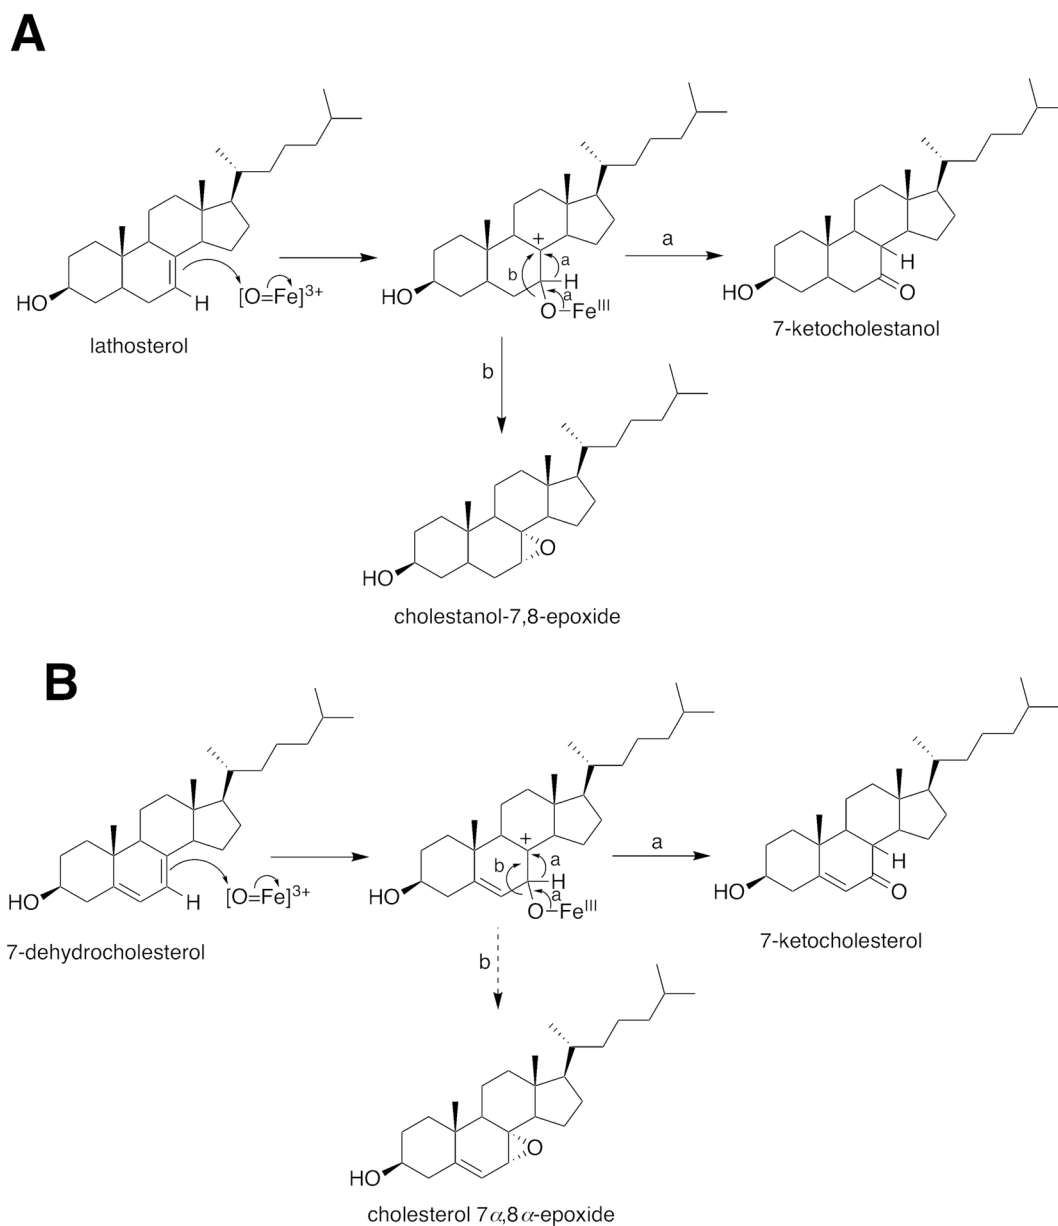 A
HO
H
[O=Fe]3+
lathosterol
HO
+
b
a
H
a
O–FeIII
a
HO
H
O
7-ketocholestanol
b
HO
O
cholestanol-7,8-epoxide
B
HO
H
[O=Fe]3+
7-dehydrocholesterol
HO
+
b
a
H
a
O–FeIII
a
HO
H
O
7-ketocholesterol
b
HO
O
cholesterol 7α,8α-epoxide